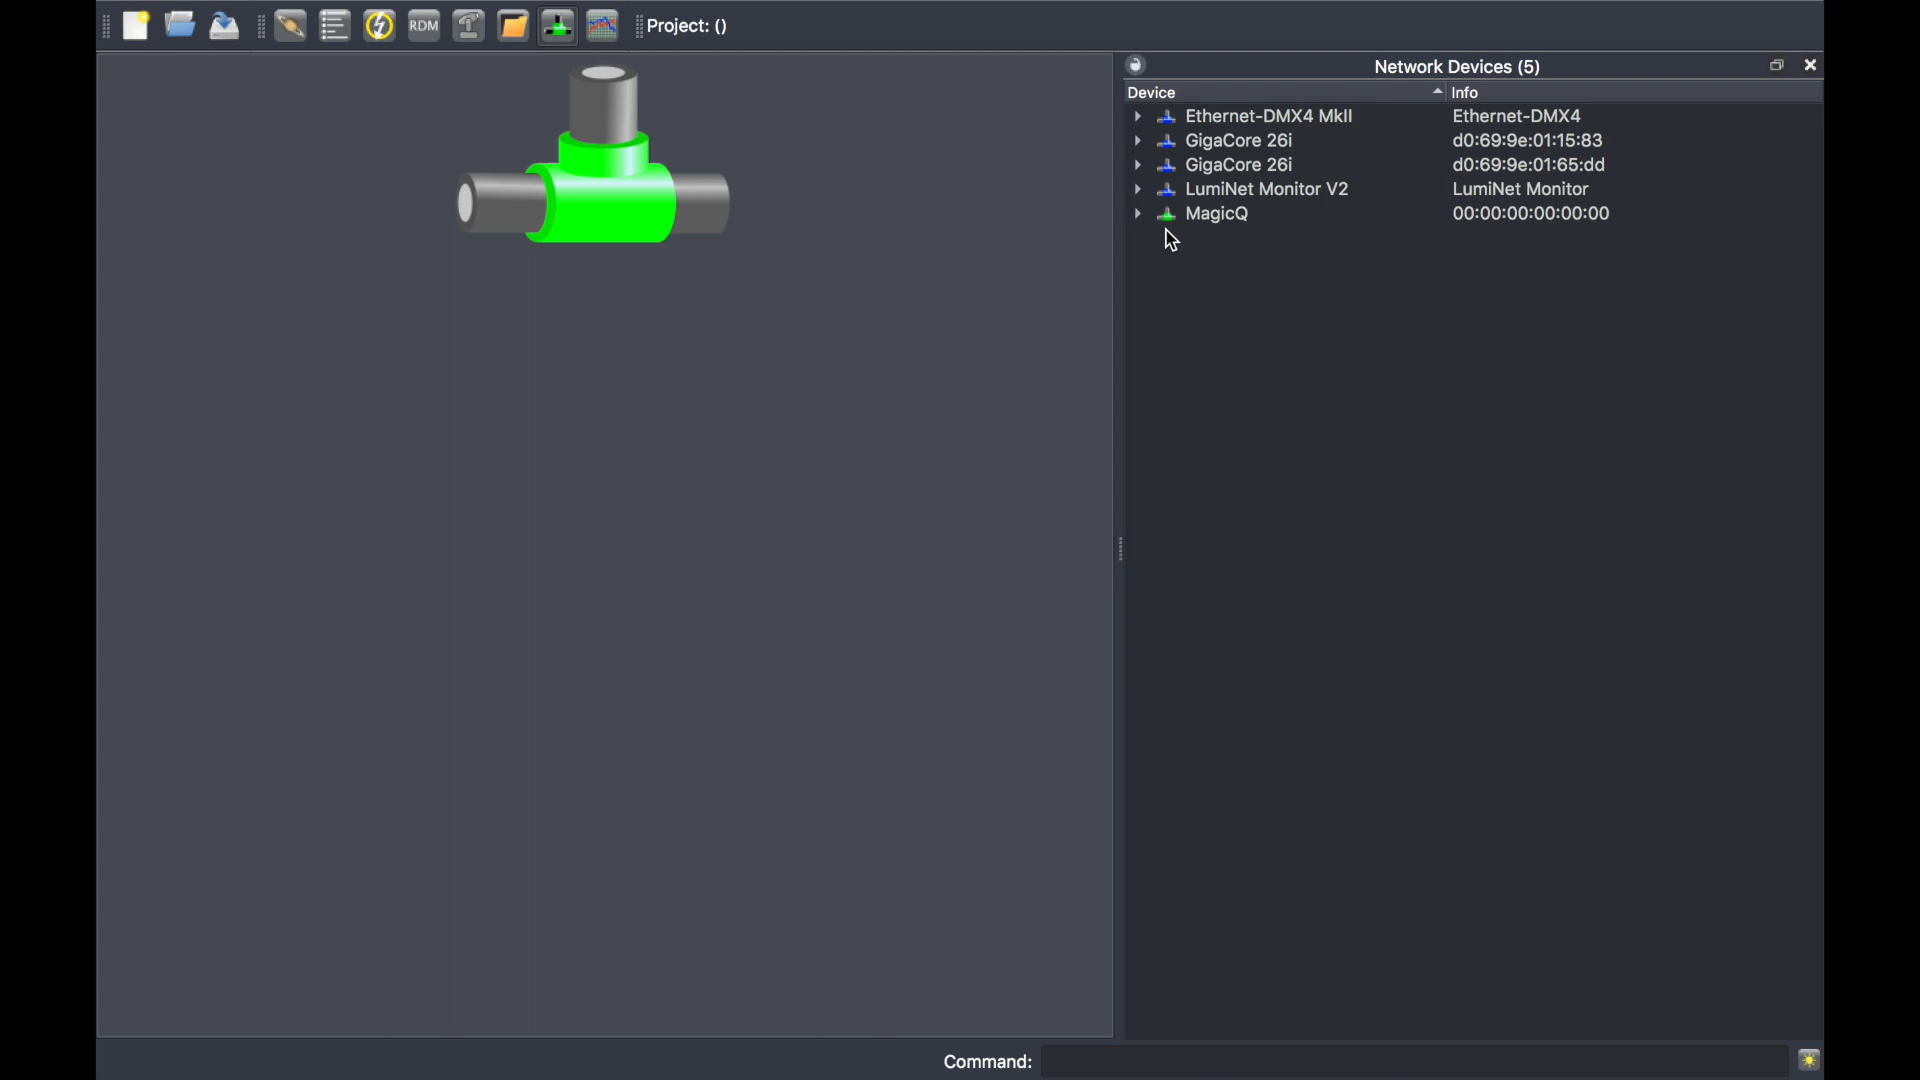 RDM
Project: ()
Network Devices (5)
Device Info
Ethernet-DMX4 MkII Ethernet-DMX4
GigaCore 26i d0:69:9e:01:15:83
GigaCore 26i d0:69:9e:01:65:dd
LumiNet Monitor V2 LumiNet Monitor
MagicQ 00:00:00:00:00:00
Command: